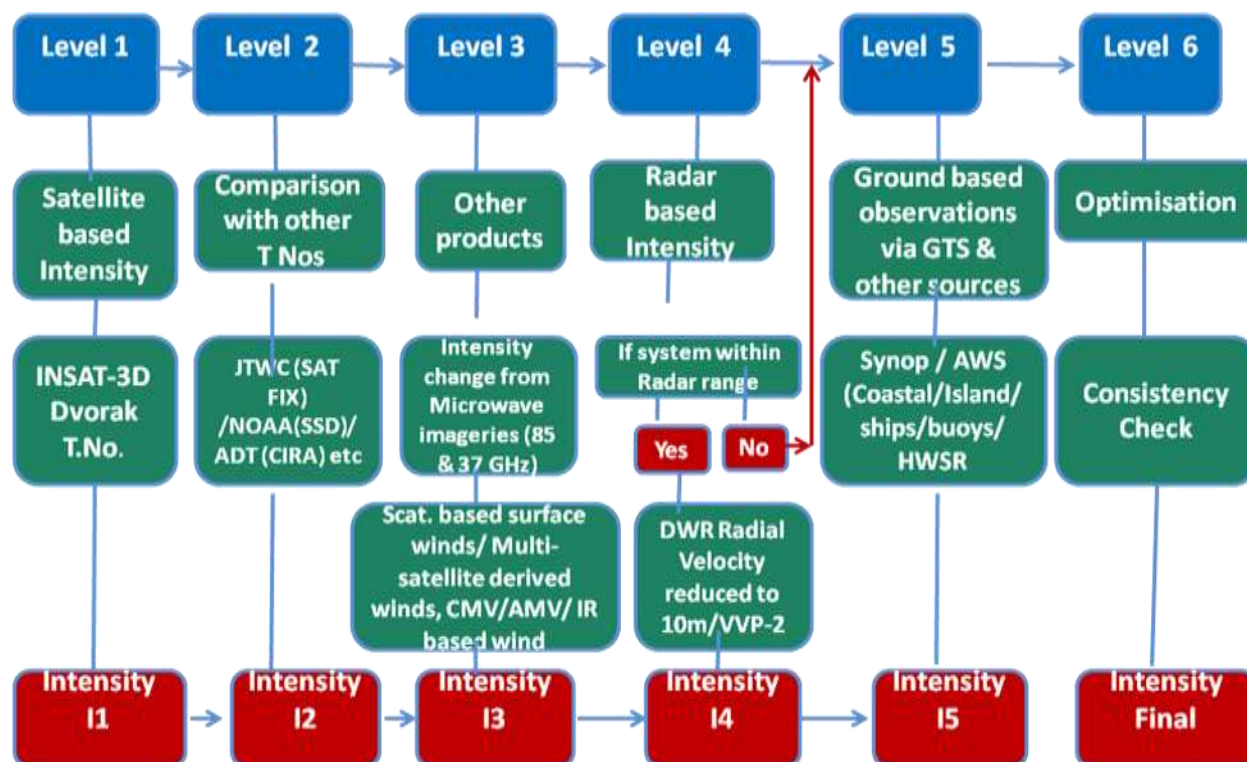 Level 1
Level 2
Level 3
Level 4
Level 5
Level 6
Satellite
based
Intensity
Comparison
with other
T Nos
Other
products
Radar
based
Intensity
Ground based
observations
via GTS &
other sources
Optimisation
INSAT-3D
Dvorak
T.No.
JTWC (SAT
FIX)
/NOAA(SSD)/
ADT (CIRA) etc
Intensity
change from
Microwave
imageries (85
& 37 GHz)
If system within
Radar range
Yes
No
Synop / AWS
(Coastal/Island/
ships/buoys/
HWSR
Consistency
Check
Scat. based surface
winds/ Multi-
satellite derived
winds, CMV/AMV/ IR
based wind
DWR Radial
Velocity
reduced to
10m/VVP-2
Intensity
I1
Intensity
I2
Intensity
I3
Intensity
I4
Intensity
I5
Intensity
Final